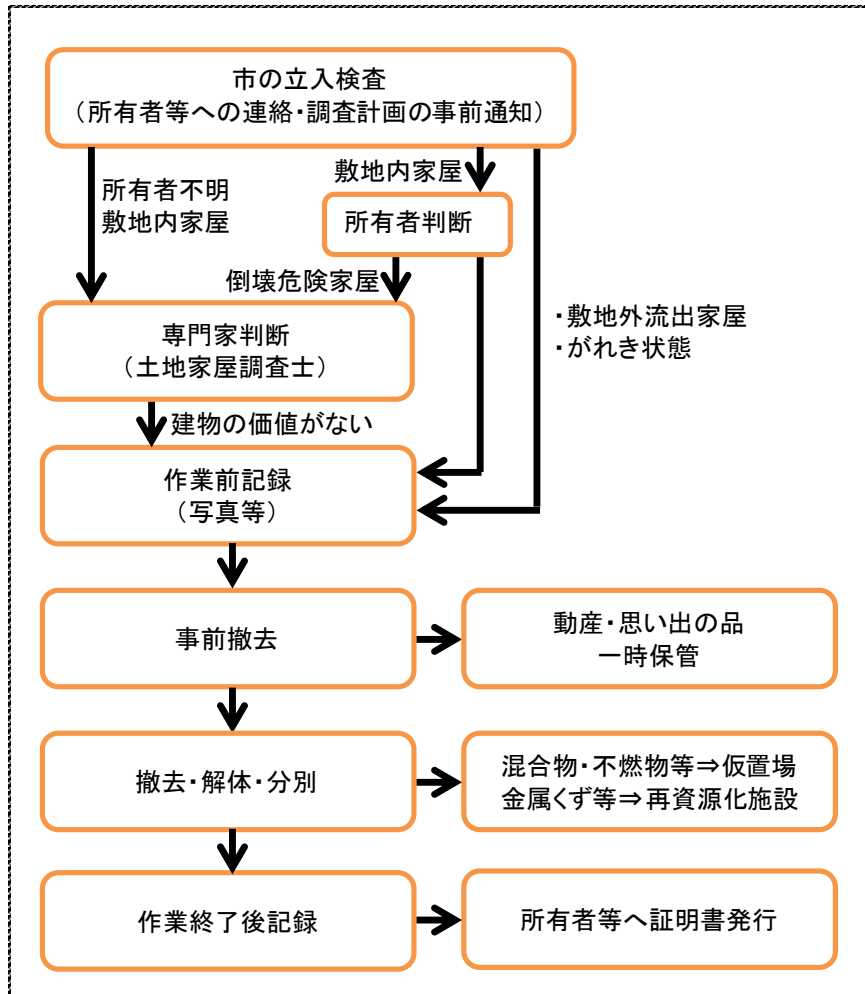 市の立入検査
（所有者等への連絡・調査計画の事前通知）
所有者不明
敷地内家屋
敷地内家屋
所有者判断
倒壊危険家屋
・敷地外流出家屋
・がれき状態
専門家判断
（土地家屋調査士）
建物の価値がない
作業前記録
（写真等）
事前撤去
動産・思い出の品
一時保管
撤去・解体・分別
混合物・不燃物等⇒仮置場
金属くず等⇒再資源化施設
作業終了後記録
所有者等へ証明書発行